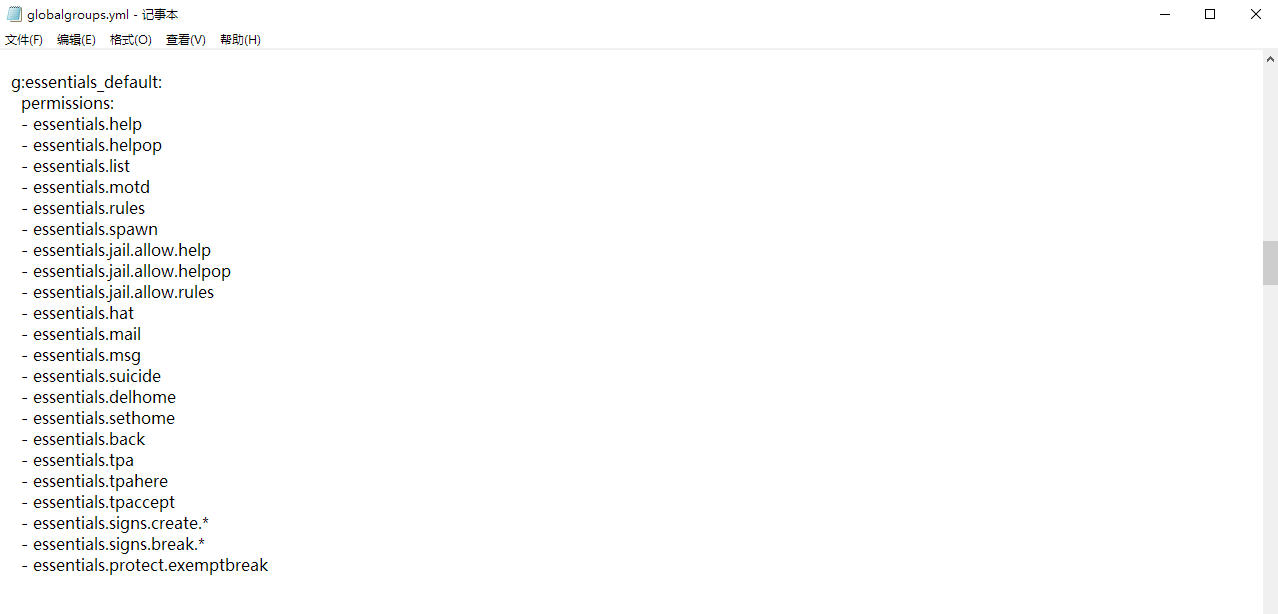 globalgroups.yml - 记事本
文件(F) 编辑(E) 格式(O) 查看(V) 帮助(H)
g:essentials_default:
permissions:
- essentials.help
- essentials.helpop
- essentials.list
- essentials.motd
- essentials.rules
- essentials.spawn
- essentials.jail.allow.help
- essentials.jail.allow.helpop
- essentials.jail.allow.rules
- essentials.hat
- essentials.mail
- essentials.msg
- essentials.suicide
- essentials.delhome
- essentials.sethome
- essentials.back
- essentials.tpa
- essentials.tpahere
- essentials.tpaccept
- essentials.signs.create.*
- essentials.signs.break.*
- essentials.protect.exemptbreak